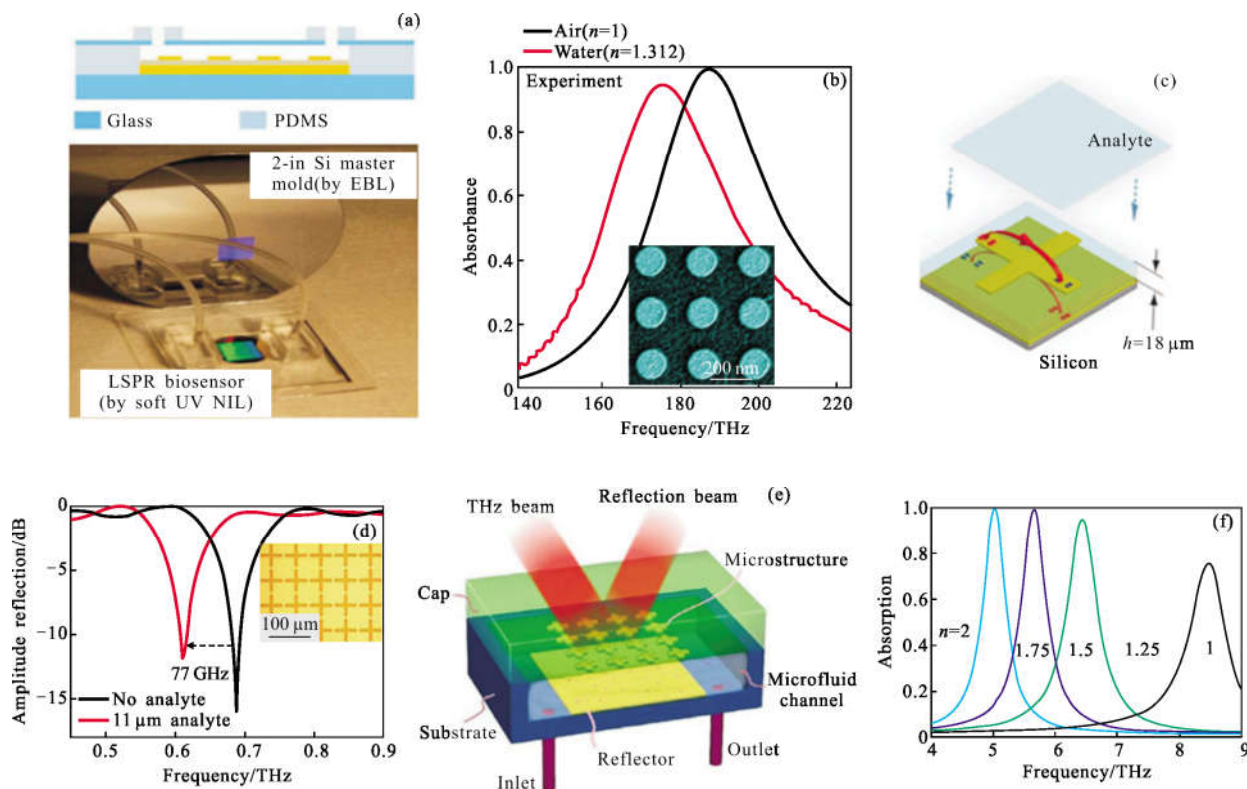 (a)
Glass
PDMS
2-in Si master
mold(by EBL)
LSPR biosensor
(by soft UV NIL)
Air(n=1)
Water(n=1.312)
(b)
Experiment
Absorbance
1.0
0.8
0.6
0.4
0.2
0
140 160 180 200 220
200 nm
Frequency/THz
(c)
Analyte
Silicon
h=18 μm
(d)
Amplitude reflection/dB
0
−5
−10
−15
100 μm
77 GHz
No analyte
11 μm analyte
0.5 0.6 0.7 0.8 0.9
Frequency/THz
(e)
THz beam
Reflection beam
Microstructure
Cap
Microfluid
channel
Substrate
Reflector
Outlet
Inlet
(f)
Absorption
1.0
0.8
0.6
0.4
0.2
0
n=2
1.75
1.5
1.25
1
4 5 6 7 8 9
Frequency/THz